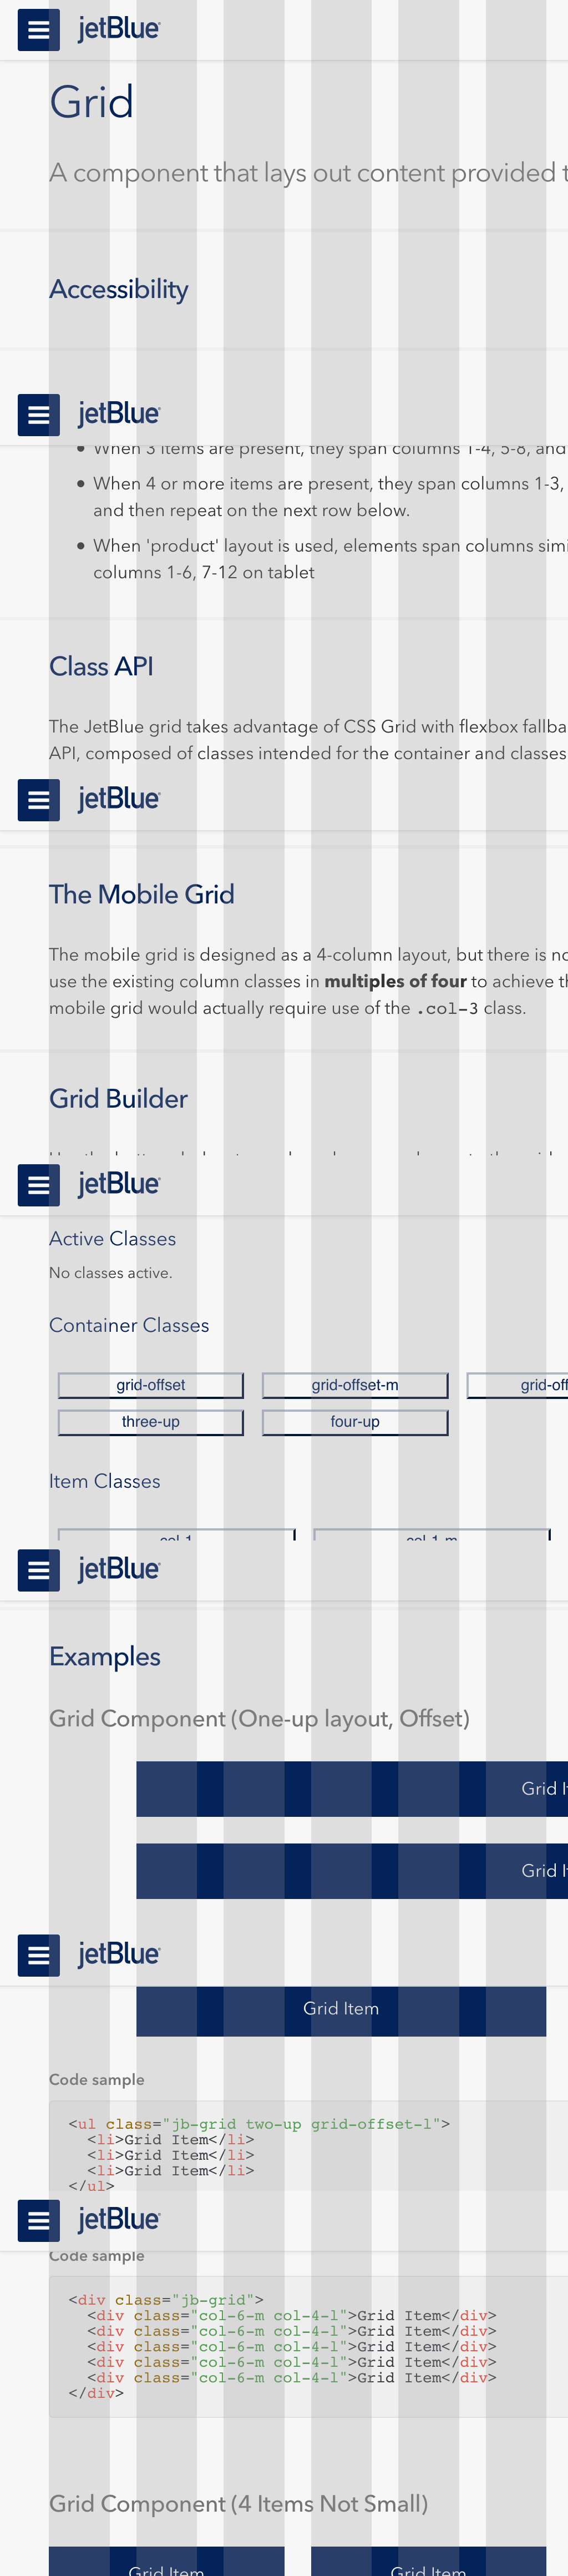 jetBlue
Grid
A component that lays out content provided t
Accessibility
jetBlue
• When 3 items are present, they span columns 1-4, 5-8, and
• When 4 or more items are present, they span columns 1-3,
and then repeat on the next row below.
• When 'product' layout is used, elements span columns simi
columns 1-6, 7-12 on tablet
Class API
The JetBlue grid takes advantage of CSS Grid with flexbox fallba
API, composed of classes intended for the container and classes
jetBlue
The Mobile Grid
The mobile grid is designed as a 4-column layout, but there is no
use the existing column classes in multiples of four to achieve th
mobile grid would actually require use of the .col-3 class.
Grid Builder
jetBlue
Active Classes
No classes active.
Container Classes
grid-offset grid-offset-m grid-off
three-up four-up
Item Classes
col-1 col-1-m
jetBlue
Examples
Grid Component (One-up layout, Offset)
Grid It
Grid It
jetBlue
Grid Item
Code sample
<ul class="jb-grid two-up grid-offset-l">
<li>Grid Item</li>
<li>Grid Item</li>
<li>Grid Item</li>
</ul>
jetBlue
Code sample
<div class="jb-grid">
<div class="col-6-m col-4-l">Grid Item</div>
<div class="col-6-m col-4-l">Grid Item</div>
<div class="col-6-m col-4-l">Grid Item</div>
<div class="col-6-m col-4-l">Grid Item</div>
<div class="col-6-m col-4-l">Grid Item</div>
</div>
Grid Component (4 Items Not Small)
Grid Item Grid Item